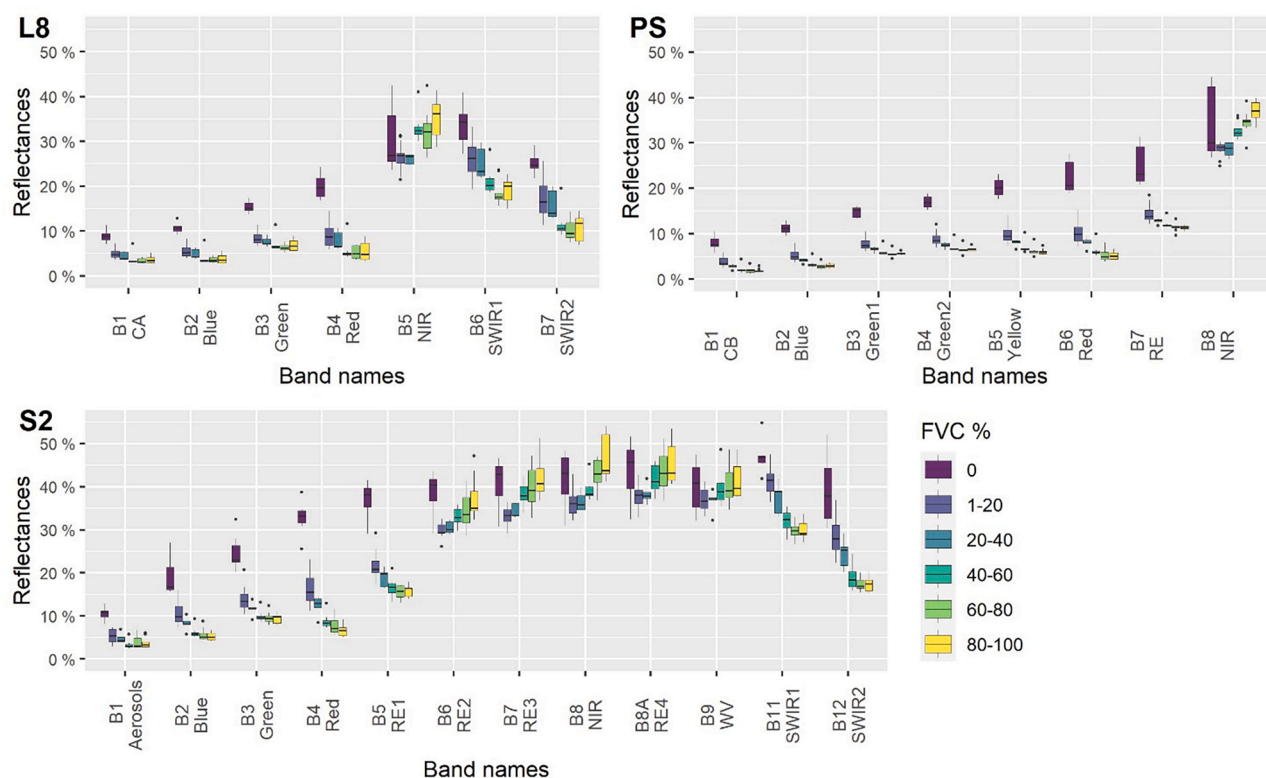 L8
50 %
40 %
30 %
20 %
10 %
0 %
Reflectances
B1 CA
B2 Blue
B3 Green
B4 Red
B5 NIR
B6 SWIR1
B7 SWIR2
Band names
PS
50 %
40 %
30 %
20 %
10 %
0 %
Reflectances
B1 CB
B2 Blue
B3 Green1
B4 Green2
B5 Yellow
B6 Red
B7 RE
B8 NIR
Band names
S2
50 %
40 %
30 %
20 %
10 %
0 %
Reflectances
B1 Aerosols
B2 Blue
B3 Green
B4 Red
B5 RE1
B6 RE2
B7 RE3
B8 NIR
B8A RE4
B9 WV
B11 SWIR1
B12 SWIR2
Band names
FVC %
0
1-20
20-40
40-60
60-80
80-100